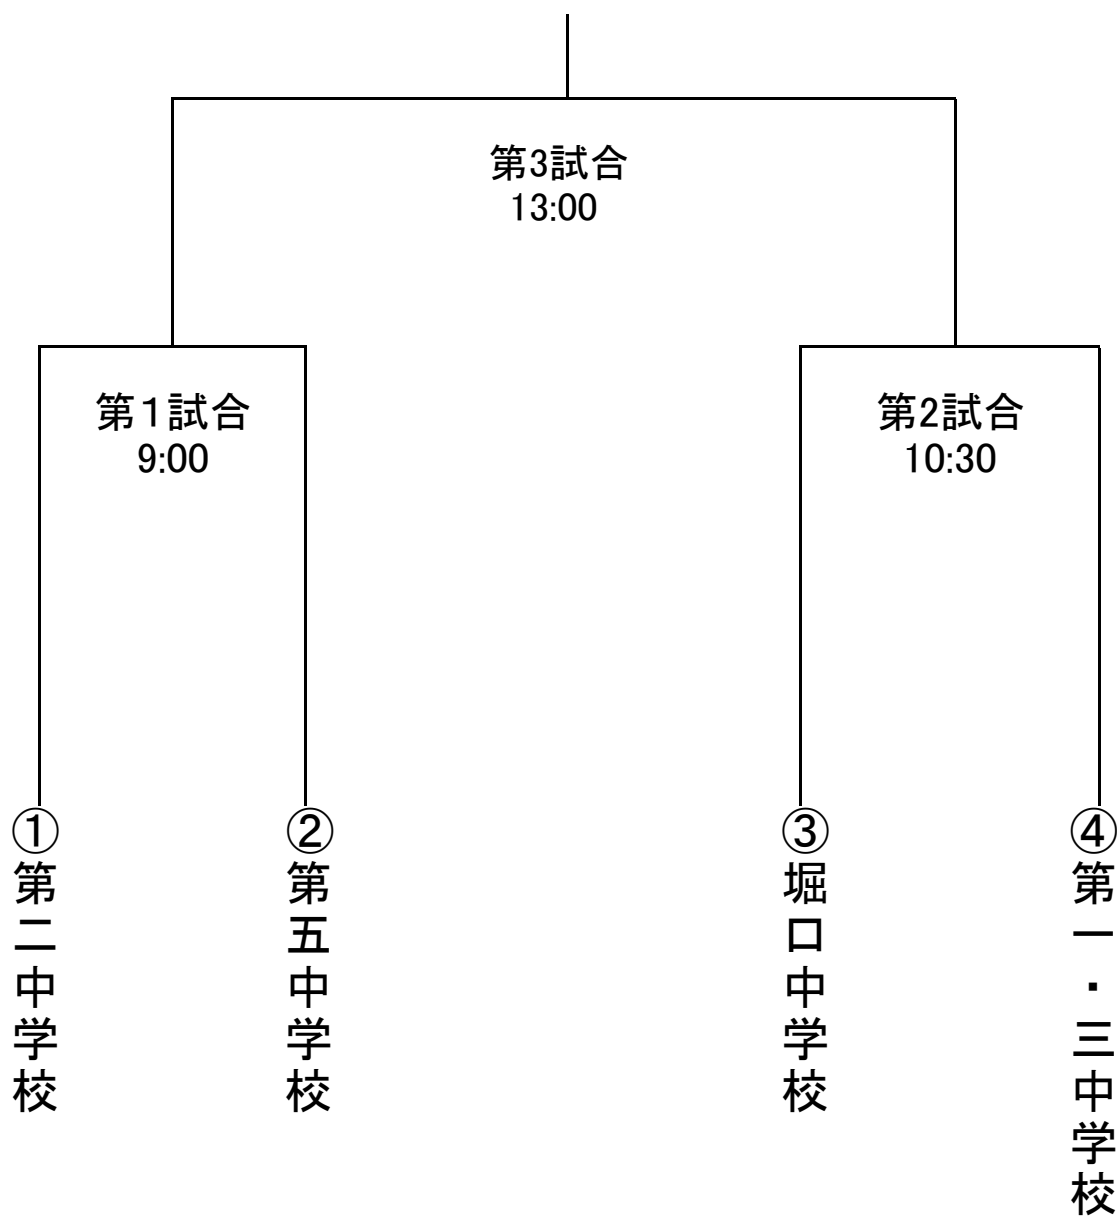 第3試合
13:00
第１試合
9:00
第2試合
10:30
①第二中学校
②第五中学校
③堀口中学校
④第一・三中学校